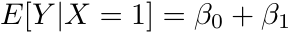 E[Y|X = 1] = β₀ + β₁